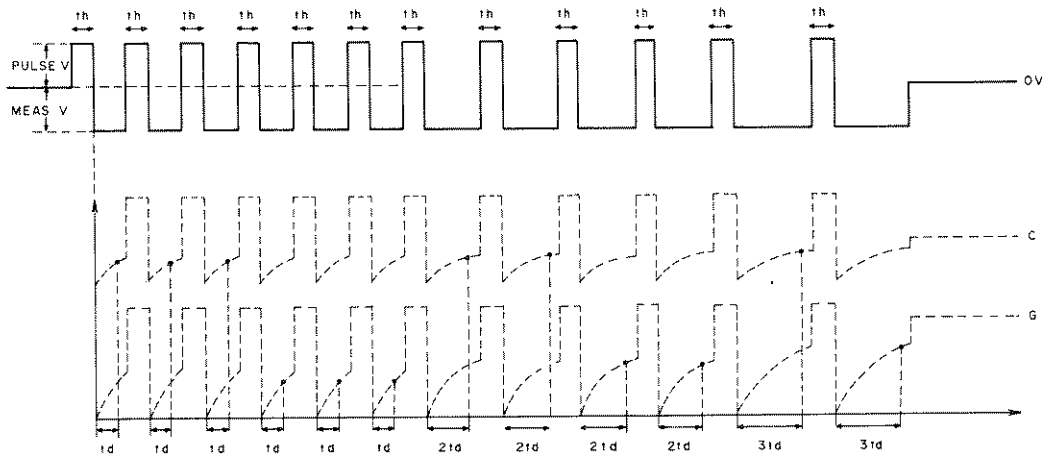 th th th th th th th th th th th th
PULSE V
MEAS V
0V
C
G
td td td td td td 2td 2td 2td 2td 3td 3td